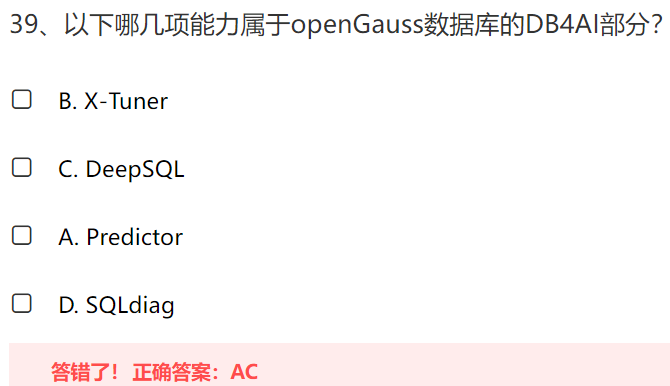 39、以下哪几项能力属于openGauss数据库的DB4AI部分？
B. X-Tuner
C. DeepSQL
A. Predictor
D. SQLdiag
答错了！正确答案：AC